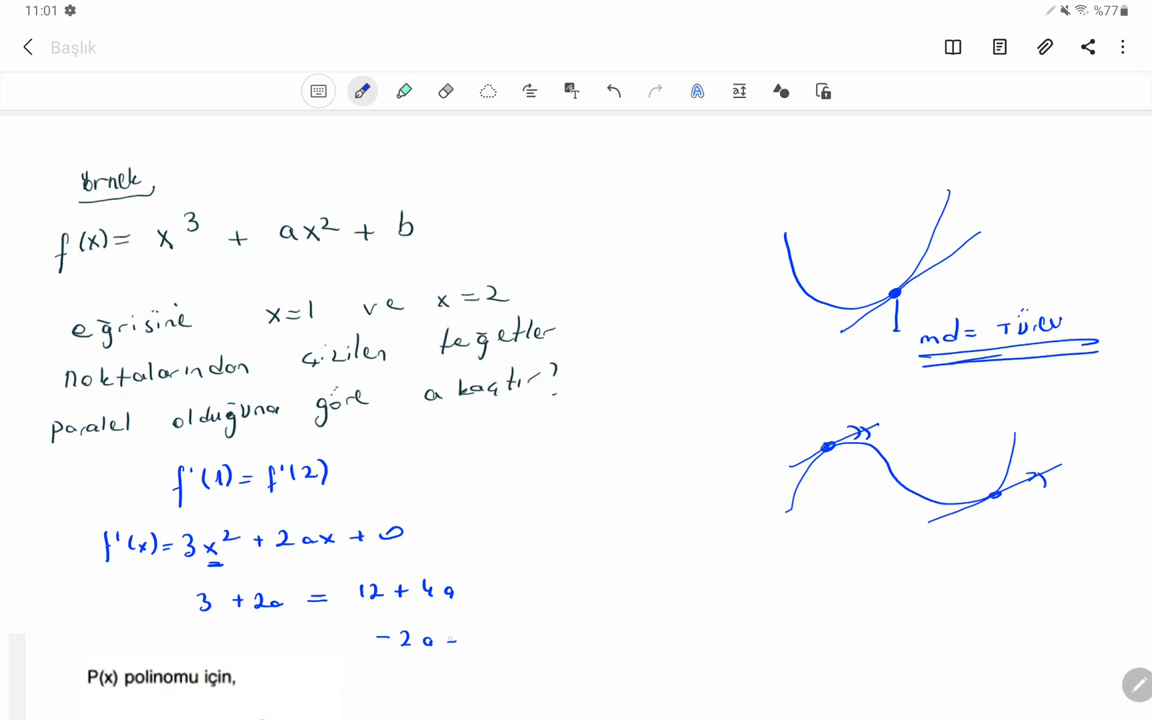 11:01
%77
Başlık
Örnek,
f(x) = x³ + ax² + b
eğrisine x=1 ve x=2
noktalarından çizilen teğetler
paralel olduğuna göre a kaçtır?
f'(1) = f'(2)
f'(x) = 3x² + 2ax + 0
3 + 2a = 12 + 4a
-2a =
md = Türev
P(x) polinomu için,